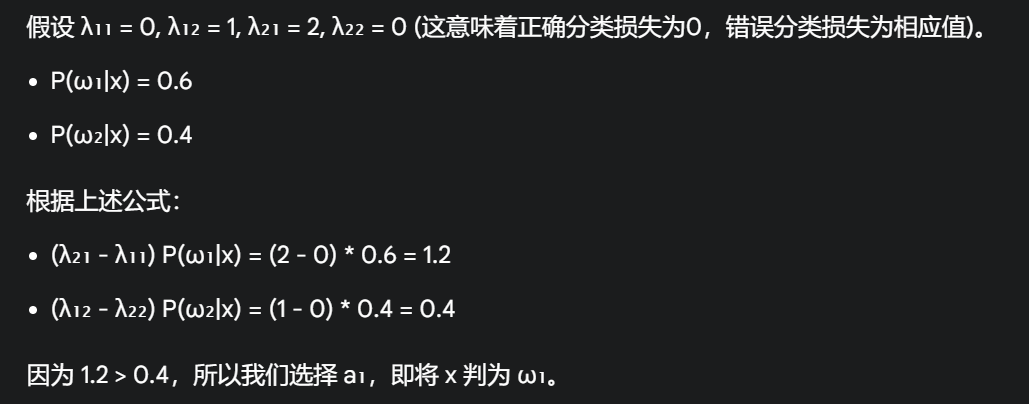 假设 λ₁₁ = 0, λ₁₂ = 1, λ₂₁ = 2, λ₂₂ = 0 (这意味着正确分类损失为0，错误分类损失为相应值)。
• P(ω₁|x) = 0.6
• P(ω₂|x) = 0.4
根据上述公式：
• (λ₂₁ - λ₁₁) P(ω₁|x) = (2 - 0) * 0.6 = 1.2
• (λ₁₂ - λ₂₂) P(ω₂|x) = (1 - 0) * 0.4 = 0.4
因为 1.2 > 0.4，所以我们选择 a₁，即将 x 判为 ω₁。